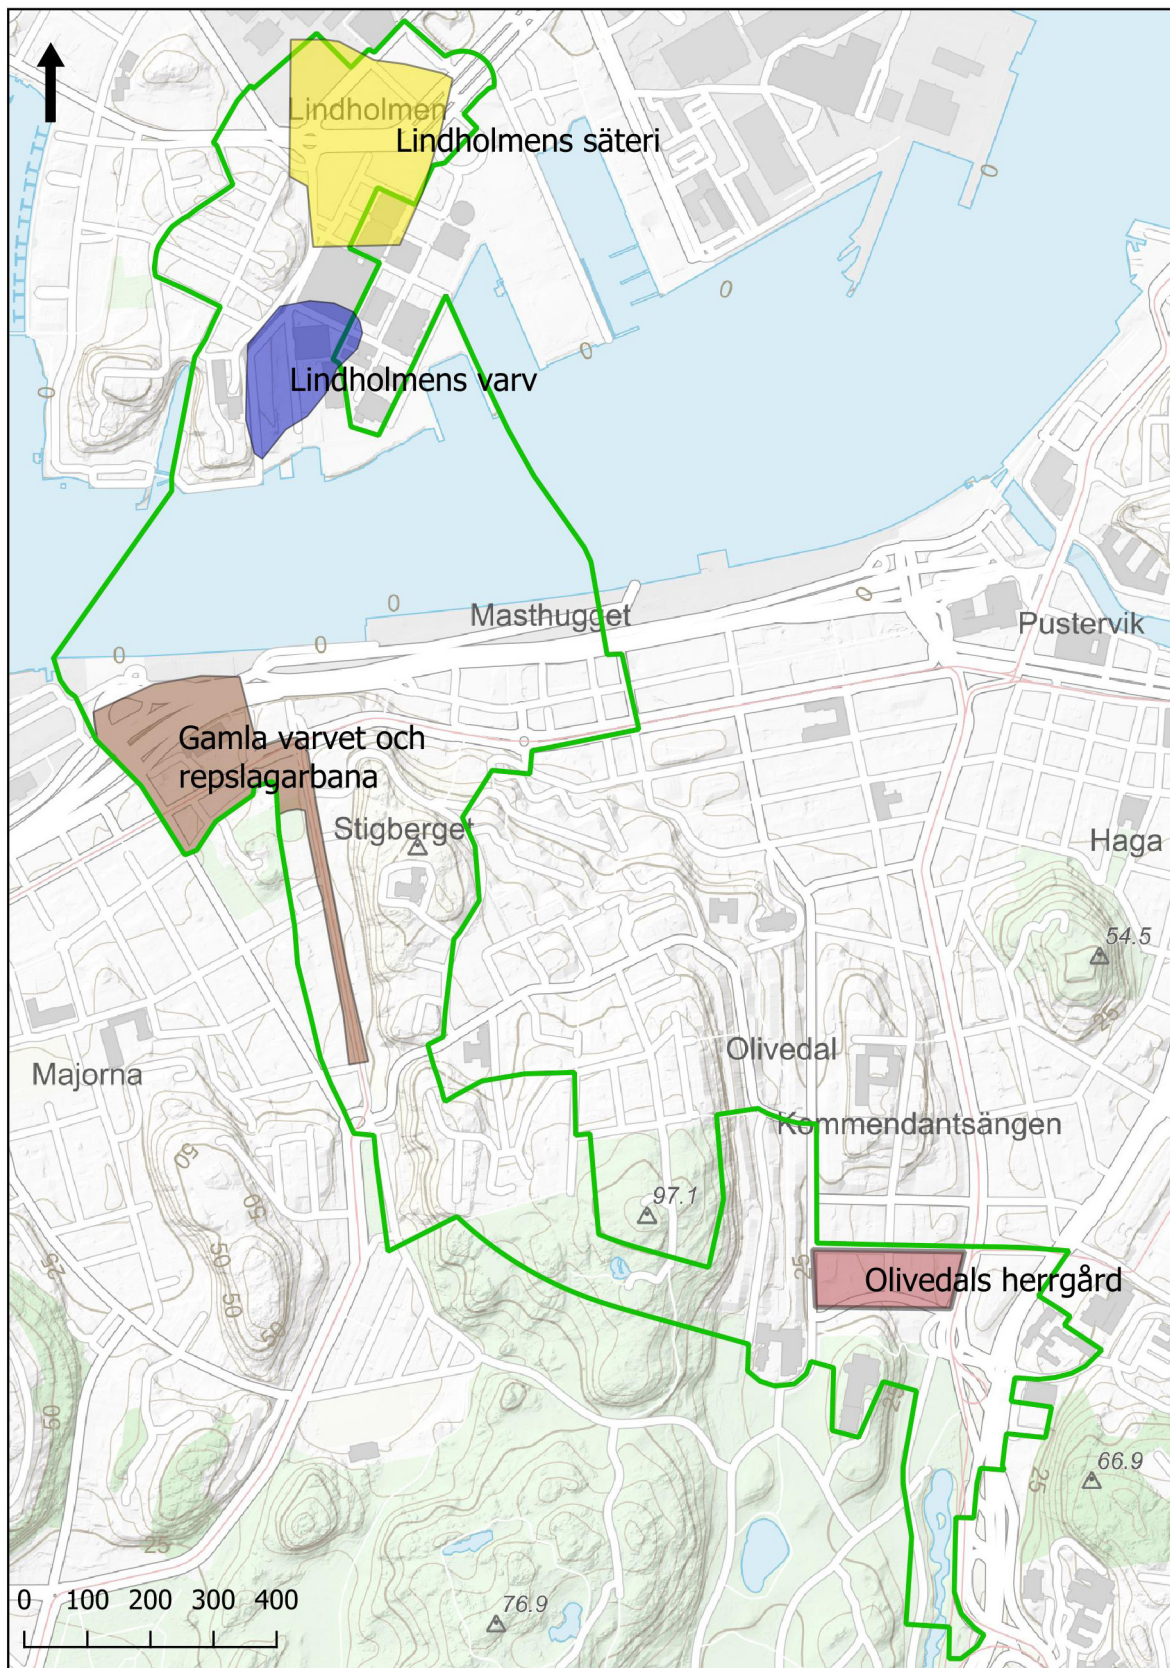 Lindholmen
Lindholmens säteri
0
0
0
0
Lindholmens varv
0
0
0
0
Masthugget
Pustervik
Gamla varvet och
repslagarbana
Stigberget
Haga
54.5
25
Olivedal
Majorna
Kommendantsängen
50
50
50
50
50
25
97.1
25
Olivedals herrgård
25
50
66.9
25
25
76.9
0 100 200 300 400